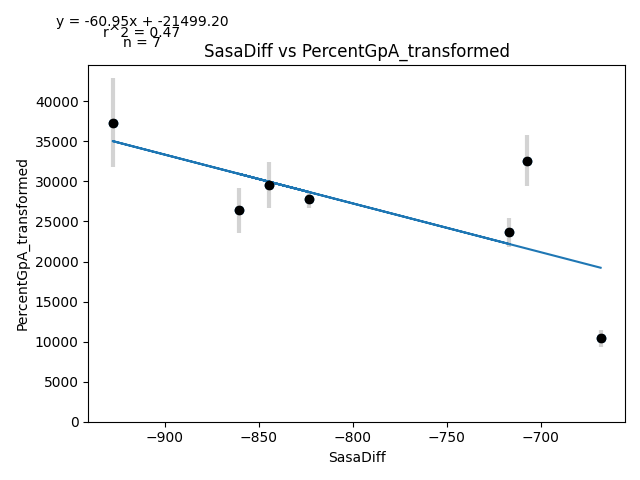 y = -60.95x + -21499.20
r^2 = 0.47
n = 7
SasaDiff vs PercentGpA_transformed
PercentGpA_transformed
40000
35000
30000
25000
20000
15000
10000
5000
0
−900
−850
−800
−750
−700
SasaDiff